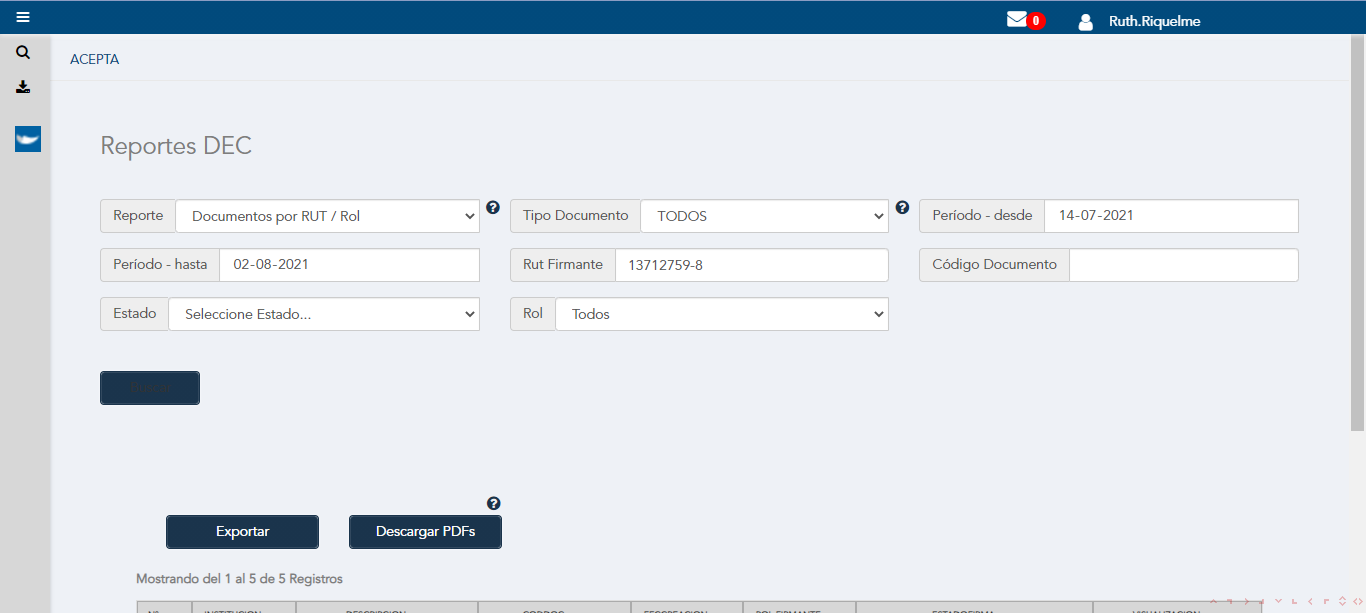 0 Ruth.Riquelme
ACEPTA
Reportes DEC
Reporte Documentos por RUT / Rol Tipo Documento TODOS Período - desde 14-07-2021
Período - hasta 02-08-2021 Rut Firmante 13712759-8 Código Documento
Estado Seleccione Estado... Rol Todos
Exportar Descargar PDFs
Mostrando del 1 al 5 de 5 Registros